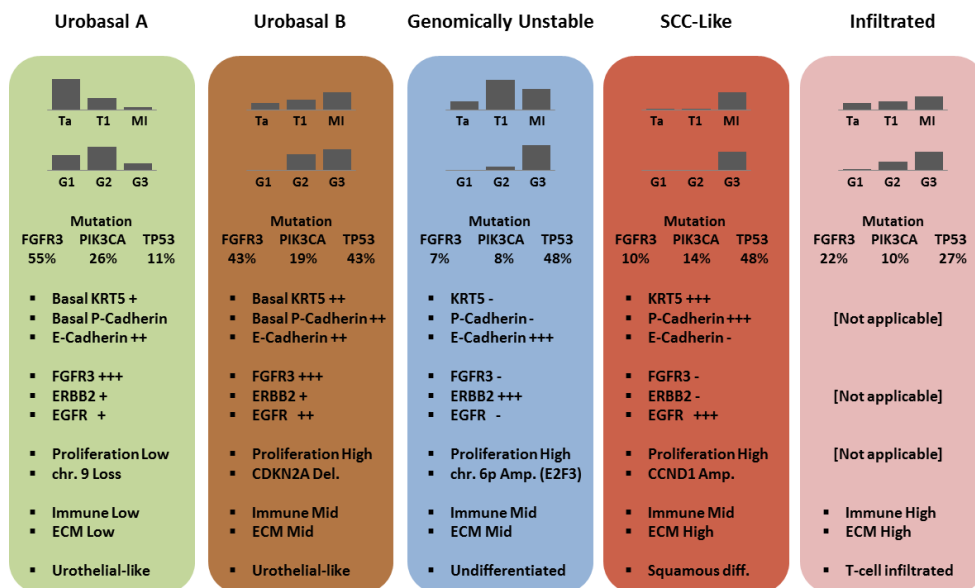 Urobasal A
Ta T1 MI
G1 G2 G3
Mutation
FGFR3 PIK3CA TP53
55% 26% 11%
▪ Basal KRT5 +
▪ Basal P-Cadherin
▪ E-Cadherin ++
▪ FGFR3 +++
▪ ERBB2 +
▪ EGFR +
▪ Proliferation Low
▪ chr. 9 Loss
▪ Immune Low
▪ ECM Low
▪ Urothelial-like
Urobasal B
Ta T1 MI
G1 G2 G3
Mutation
FGFR3 PIK3CA TP53
43% 19% 43%
▪ Basal KRT5 ++
▪ Basal P-Cadherin ++
▪ E-Cadherin ++
▪ FGFR3 +++
▪ ERBB2 +
▪ EGFR ++
▪ Proliferation High
▪ CDKN2A Del.
▪ Immune Mid
▪ ECM Mid
▪ Urothelial-like
Genomically Unstable
Ta T1 MI
G1 G2 G3
Mutation
FGFR3 PIK3CA TP53
7% 8% 48%
▪ KRT5 -
▪ P-Cadherin -
▪ E-Cadherin +++
▪ FGFR3 -
▪ ERBB2 +++
▪ EGFR -
▪ Proliferation High
▪ chr. 6p Amp. (E2F3)
▪ Immune Mid
▪ ECM Mid
▪ Undifferentiated
SCC-Like
Ta T1 MI
G1 G2 G3
Mutation
FGFR3 PIK3CA TP53
10% 14% 48%
▪ KRT5 +++
▪ P-Cadherin +++
▪ E-Cadherin -
▪ FGFR3 -
▪ ERBB2 -
▪ EGFR +++
▪ Proliferation High
▪ CCND1 Amp.
▪ Immune Mid
▪ ECM High
▪ Squamous diff.
Infiltrated
Ta T1 MI
G1 G2 G3
Mutation
FGFR3 PIK3CA TP53
22% 10% 27%
[Not applicable]
[Not applicable]
[Not applicable]
▪ Immune High
▪ ECM High
▪ T-cell infiltrated